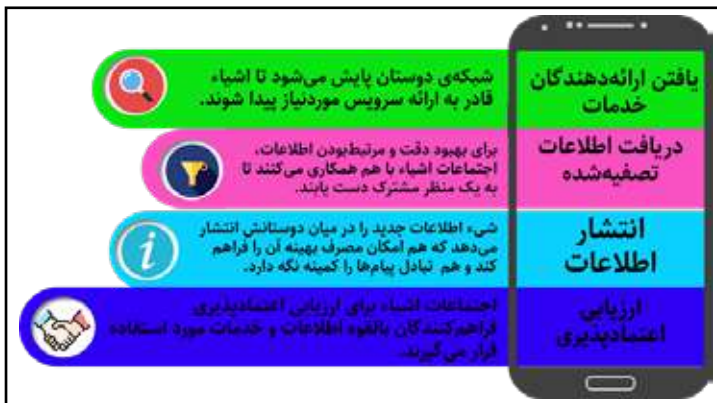 یافتن ارائه‌دهندگان
خدمات
شبکه‌ی دوستان پایش می‌شود تا اشیاء
قادر به ارائه سرویس موردنیاز پیدا شوند.
دریافت اطلاعات
تصفیه‌شده
برای بهبود دقت و مرتبط‌بودن اطلاعات،
اجتماعات اشیاء با هم همکاری می‌کنند تا
به یک منظر مشترک دست یابند.
انتشار
اطلاعات
شیء اطلاعات جدید را در میان دوستانش انتشار
می‌دهد که هم امکان مصرف بهینه آن را فراهم
کند و هم تبادل پیام‌ها را کمینه نگه دارد.
ارزیابی
اعتمادپذیری
اجتماعات اشیاء برای ارزیابی اعتمادپذیری
فراهم‌کنندگان بالقوه اطلاعات و خدمات مورد استفاده
قرار می‌گیرند.